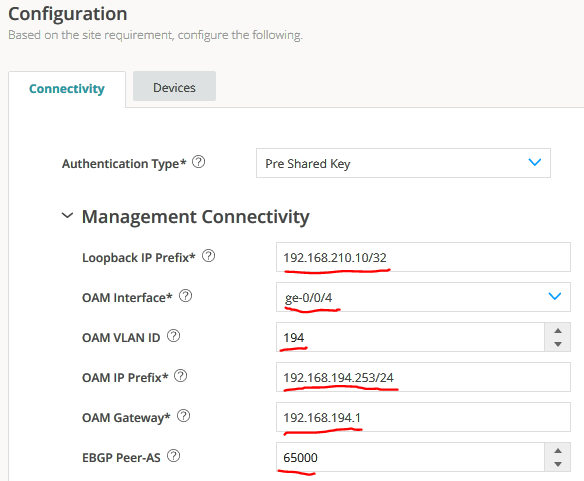 Configuration
Based on the site requirement, configure the following.
Connectivity
Devices
Authentication Type* ? Pre Shared Key
Management Connectivity
Loopback IP Prefix* ? 192.168.210.10/32
OAM Interface* ? ge-0/0/4
OAM VLAN ID ? 194
OAM IP Prefix* ? 192.168.194.253/24
OAM Gateway* ? 192.168.194.1
EBGP Peer-AS ? 65000